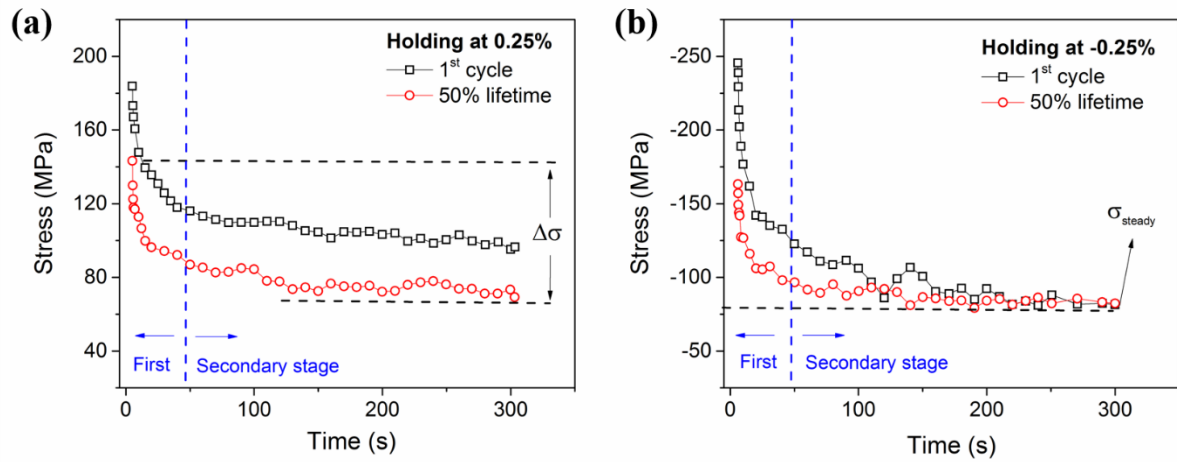 (a)
Holding at 0.25%
1st cycle
50% lifetime
Δσ
First
Secondary stage
Stress (MPa)
200
160
120
80
40
0
100
200
300
Time (s)
(b)
Holding at -0.25%
1st cycle
50% lifetime
σsteady
First
Secondary stage
Stress (MPa)
-250
-200
-150
-100
-50
0
100
200
300
Time (s)